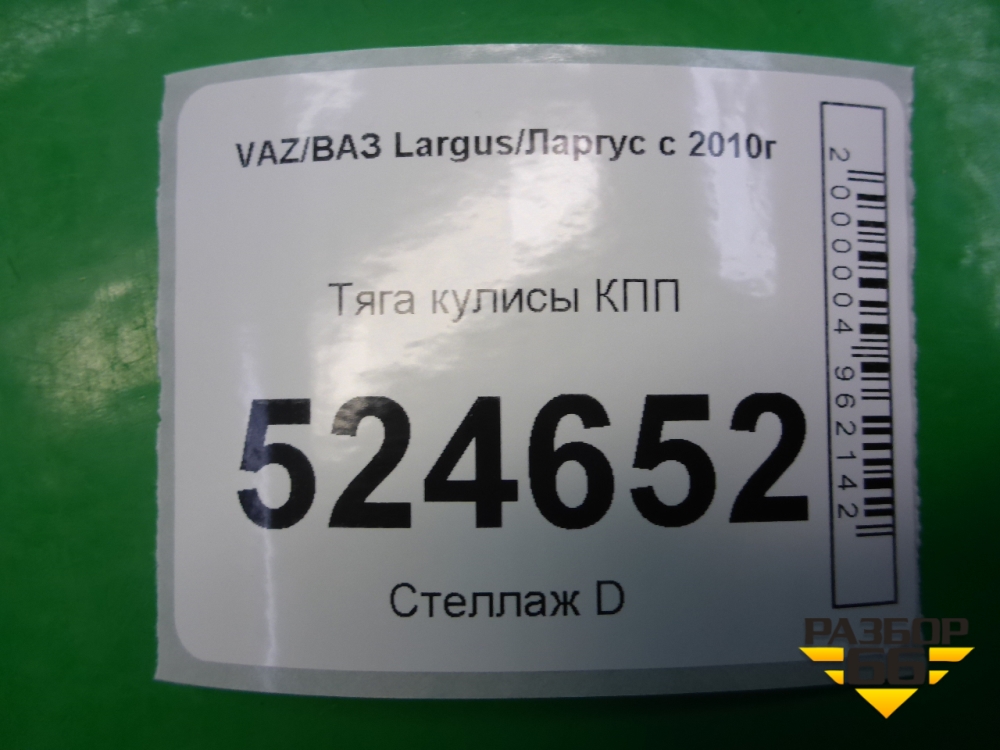 VAZ/ВАЗ Largus/Ларгус с 2010г
Тяга кулисы КПП
524652
Стеллаж D
2000004962142
РАЗБОР
66